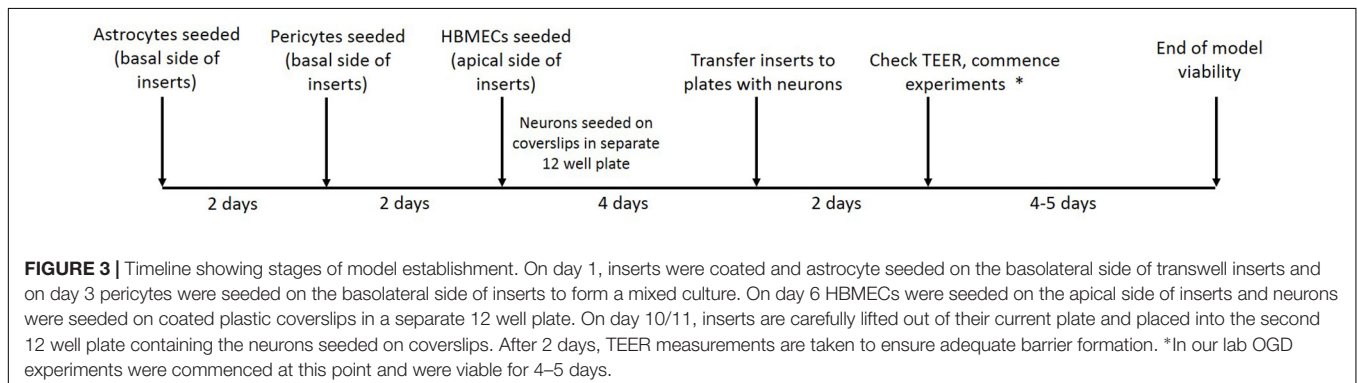 Astrocytes seeded
(basal side of
inserts)
Pericytes seeded
(basal side of
inserts)
HBMECs seeded
(apical side of
inserts)
Neurons seeded on
coverslips in separate
12 well plate
Transfer inserts to
plates with neurons
Check TEER, commence
experiments *
End of model
viability
2 days
2 days
4 days
2 days
4-5 days
FIGURE 3 | Timeline showing stages of model establishment. On day 1, inserts were coated and astrocyte seeded on the basolateral side of transwell inserts and
on day 3 pericytes were seeded on the basolateral side of inserts to form a mixed culture. On day 6 HBMECs were seeded on the apical side of inserts and neurons
were seeded on coated plastic coverslips in a separate 12 well plate. On day 10/11, inserts are carefully lifted out of their current plate and placed into the second
12 well plate containing the neurons seeded on coverslips. After 2 days, TEER measurements are taken to ensure adequate barrier formation. *In our lab OGD
experiments were commenced at this point and were viable for 4–5 days.